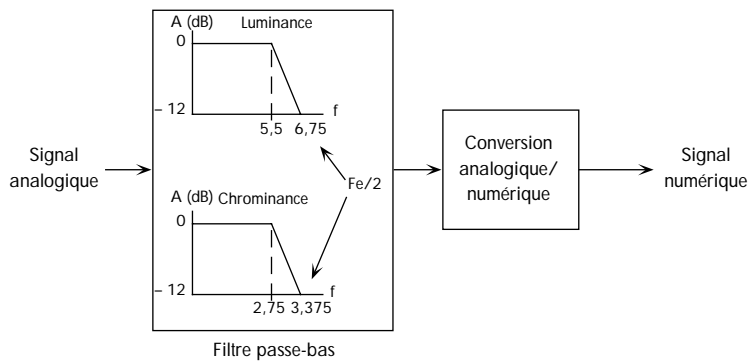 A (dB)
Luminance
0
– 12
f
5,5
6,75
Signal
analogique
Fe/2
Conversion
analogique/
numérique
Signal
numérique
A (dB)
Chrominance
0
– 12
f
2,75
3,375
Filtre passe-bas